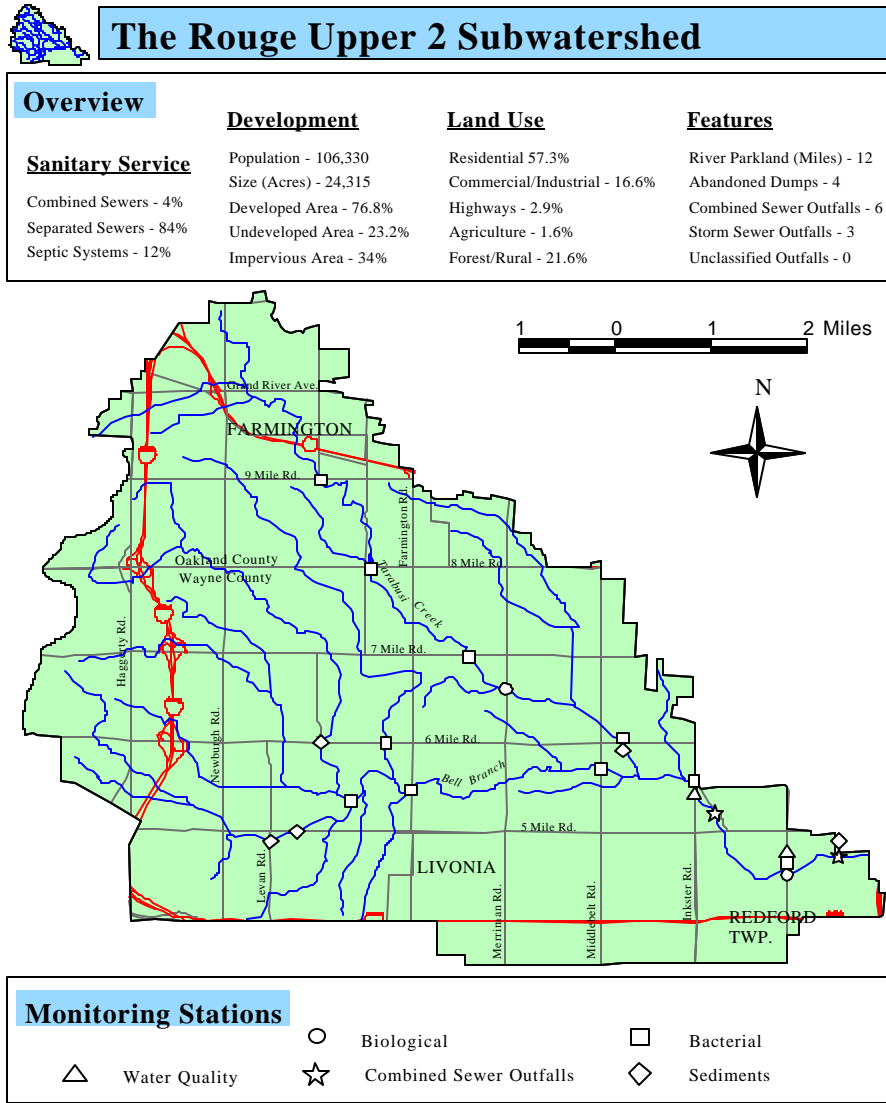 The Rouge Upper 2 Subwatershed
Overview
Sanitary Service
Combined Sewers - 4%
Separated Sewers - 84%
Septic Systems - 12%
Development
Population - 106,330
Size (Acres) - 24,315
Developed Area - 76.8%
Undeveloped Area - 23.2%
Impervious Area - 34%
Land Use
Residential 57.3%
Commercial/Industrial - 16.6%
Highways - 2.9%
Agriculture - 1.6%
Forest/Rural - 21.6%
Features
River Parkland (Miles) - 12
Abandoned Dumps - 4
Combined Sewer Outfalls - 6
Storm Sewer Outfalls - 3
Unclassified Outfalls - 0
1 0 1 2 Miles
N
Grand River Ave.
FARMINGTON
9 Mile Rd.
Farmington Rd.
Oakland County
Wayne County
8 Mile Rd
Tarabusi Creek
Haggerty Rd.
7 Mile Rd.
Newburgh Rd.
6 Mile Rd.
Bell Branch
5 Mile Rd.
Levan Rd.
LIVONIA
Merriman Rd.
Middlebelt Rd.
Inkster Rd.
REDFORD
TWP.
Monitoring Stations
Biological
Bacterial
Water Quality
Combined Sewer Outfalls
Sediments